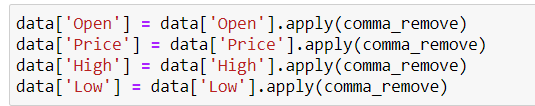 data['Open'] = data['Open'].apply(comma_remove)
data['Price'] = data['Price'].apply(comma_remove)
data['High'] = data['High'].apply(comma_remove)
data['Low'] = data['Low'].apply(comma_remove)